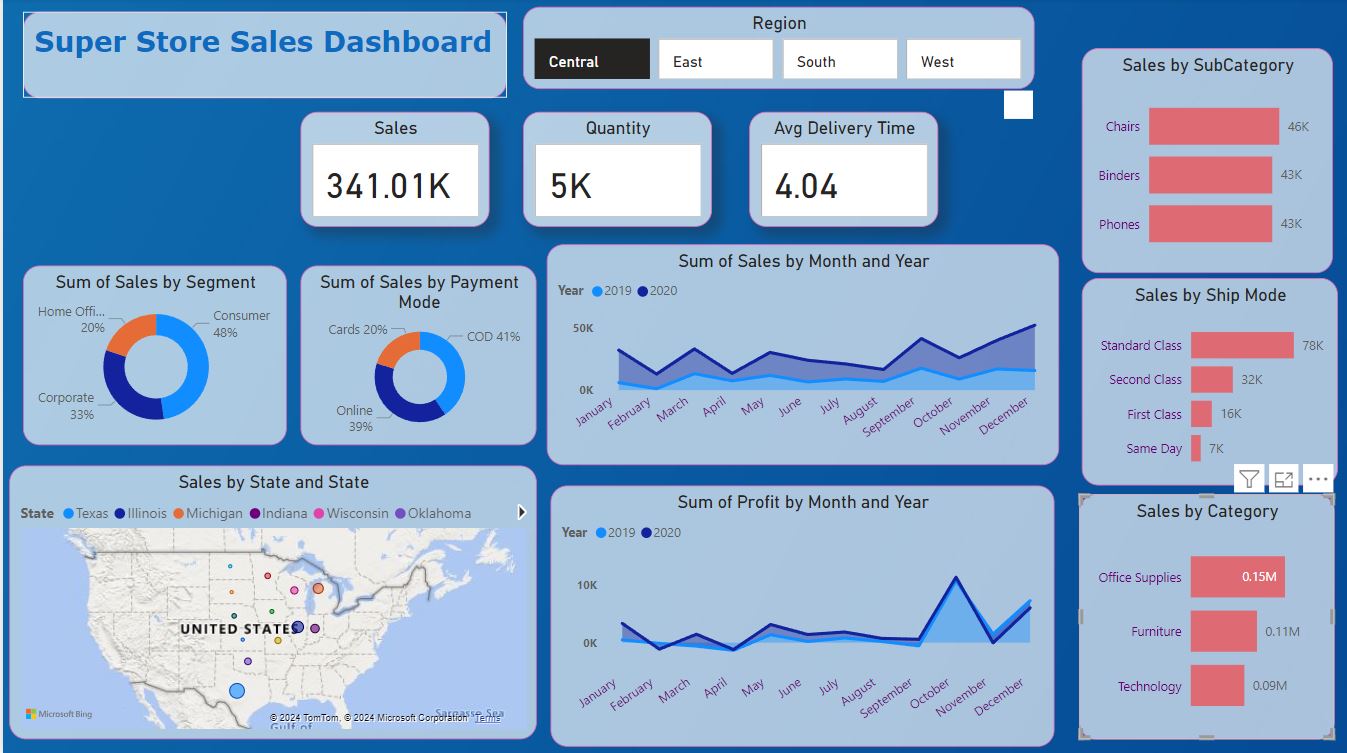 Super Store Sales Dashboard
Region
Central
East
South
West
Sales
341.01K
Quantity
5K
Avg Delivery Time
4.04
Sales by SubCategory
Chairs
46K
Binders
43K
Phones
43K
Sum of Sales by Segment
Home Offi...
20%
Consumer
48%
Corporate
33%
Sum of Sales by Payment
Mode
Cards 20%
COD 41%
Online
39%
Sum of Sales by Month and Year
Year 2019 2020
50K
0K
January
February
March
April
May
June
July
August
September
October
November
December
Sales by Ship Mode
Standard Class
78K
Second Class
32K
First Class
16K
Same Day
7K
Sales by State and State
State Texas Illinois Michigan Indiana Wisconsin Oklahoma
UNITED STATES
Microsoft Bing
Sargasso Sea
© 2024 TomTom, © 2024 Microsoft Corporation Terms
Gulf of
Sum of Profit by Month and Year
Year 2019 2020
10K
0K
January
February
March
April
May
June
July
August
September
October
November
December
Sales by Category
Office Supplies
0.15M
Furniture
0.11M
Technology
0.09M